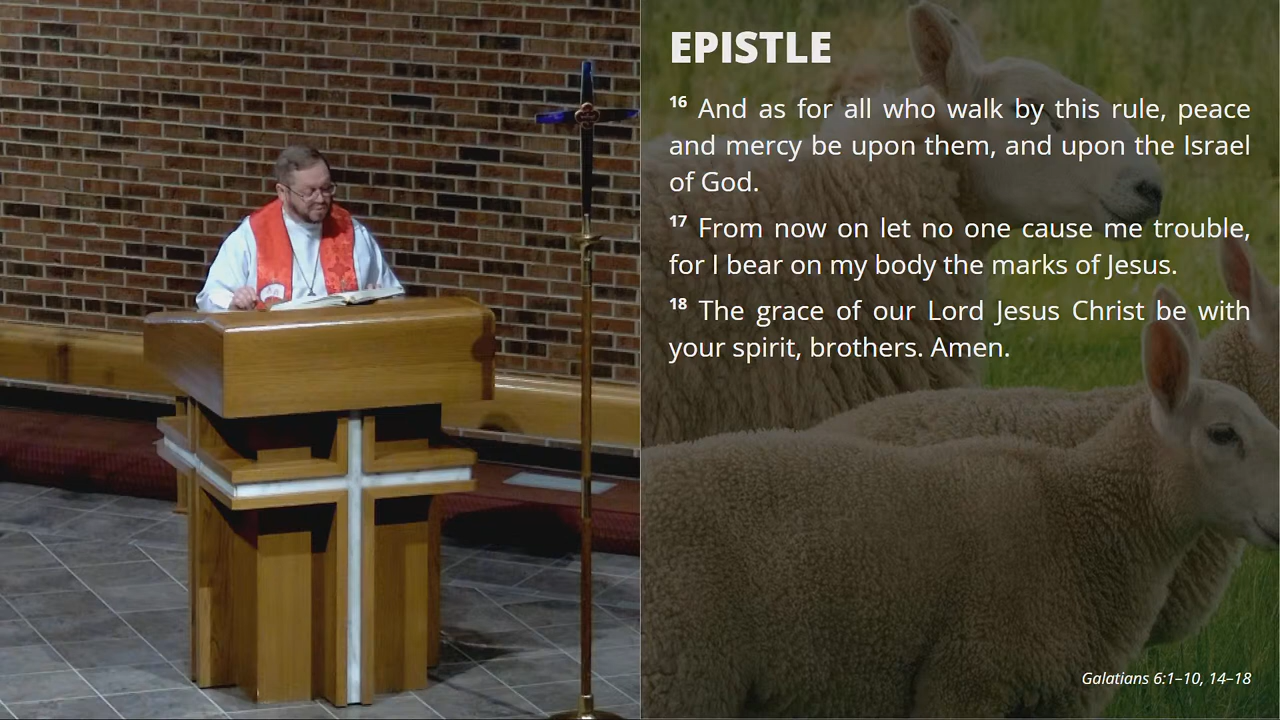 EPISTLE
16 And as for all who walk by this rule, peace
and mercy be upon them, and upon the Israel
of God.
17 From now on let no one cause me trouble,
for I bear on my body the marks of Jesus.
18 The grace of our Lord Jesus Christ be with
your spirit, brothers. Amen.
Galatians 6:1–10, 14–18